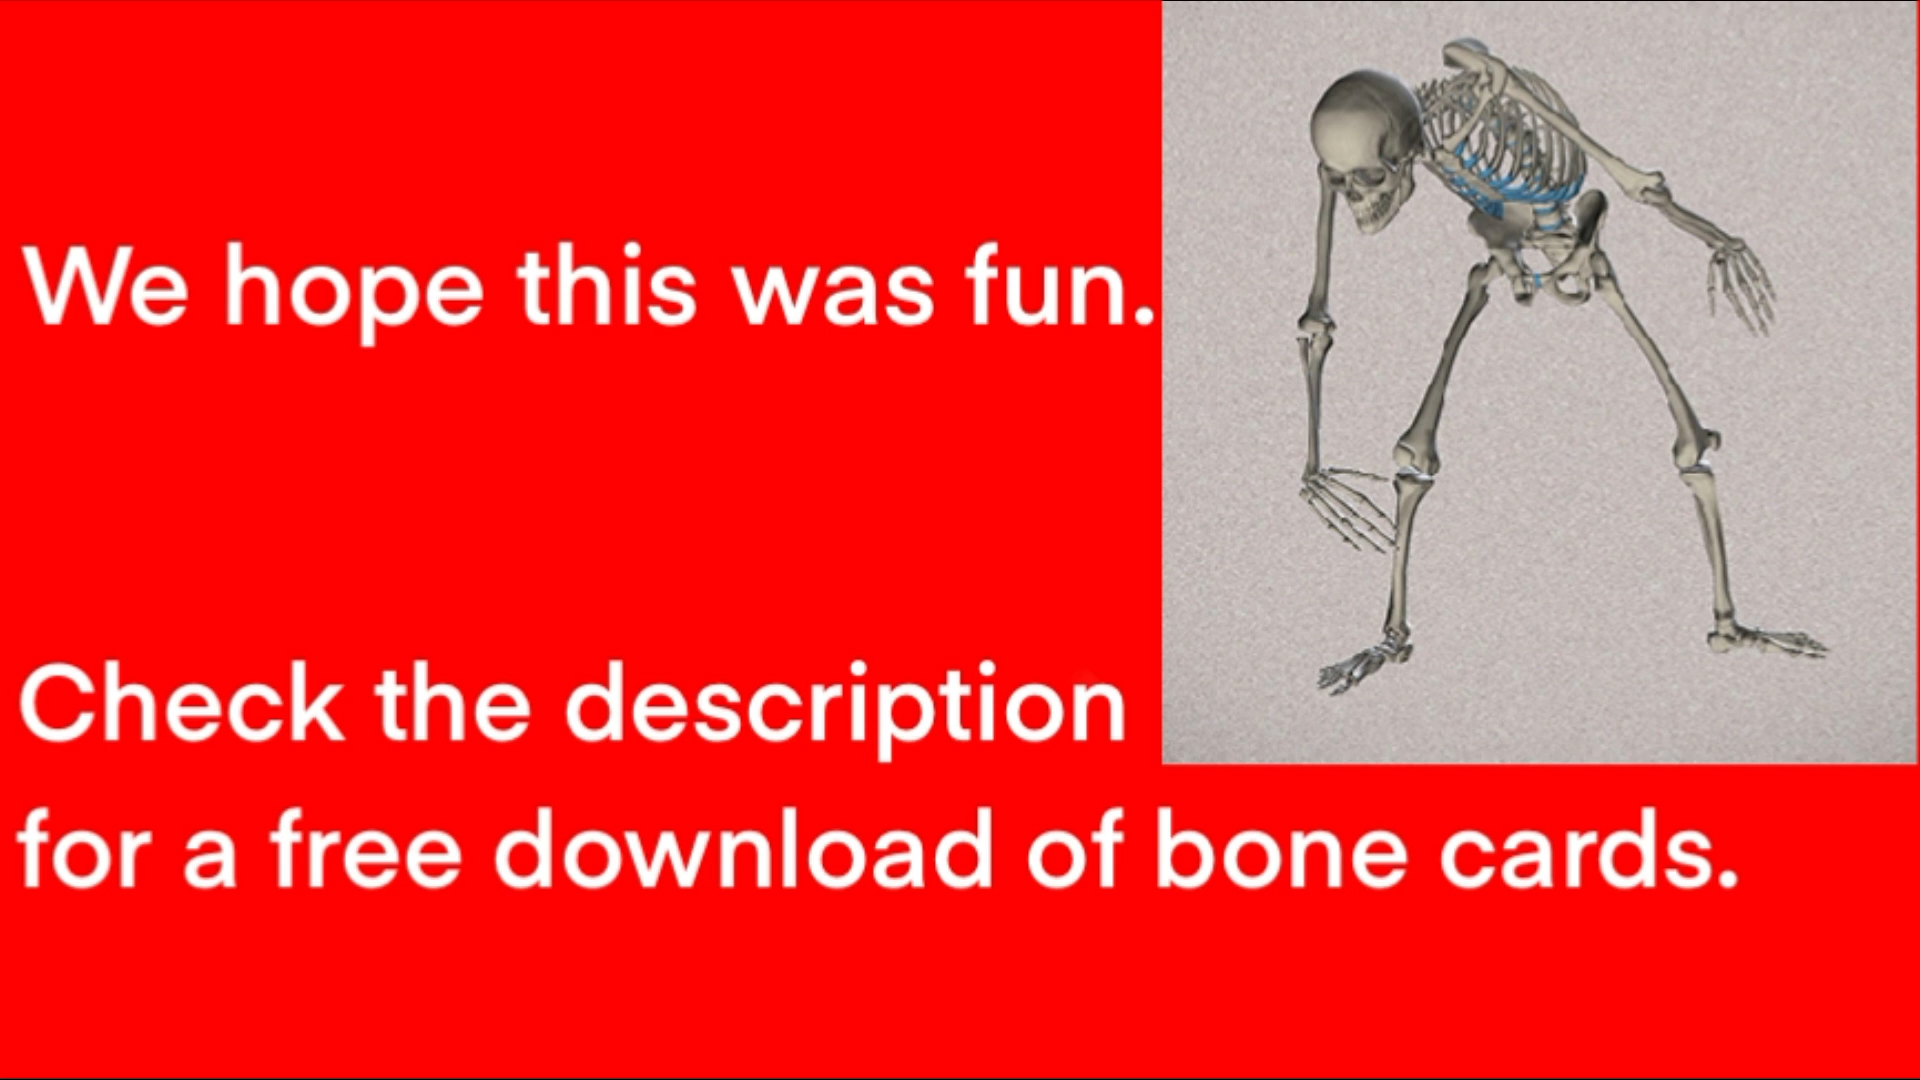 We hope this was fun.
Check the description
for a free download of bone cards.